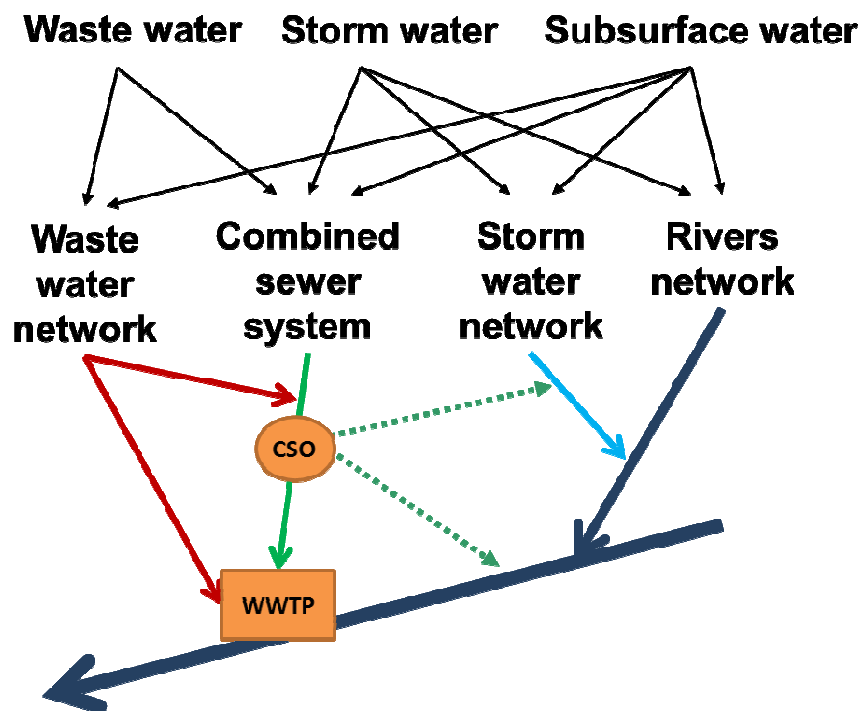 Waste water
Storm water
Subsurface water
Waste
water
network
Combined
sewer
system
Storm
water
network
Rivers
network
CSO
WWTP